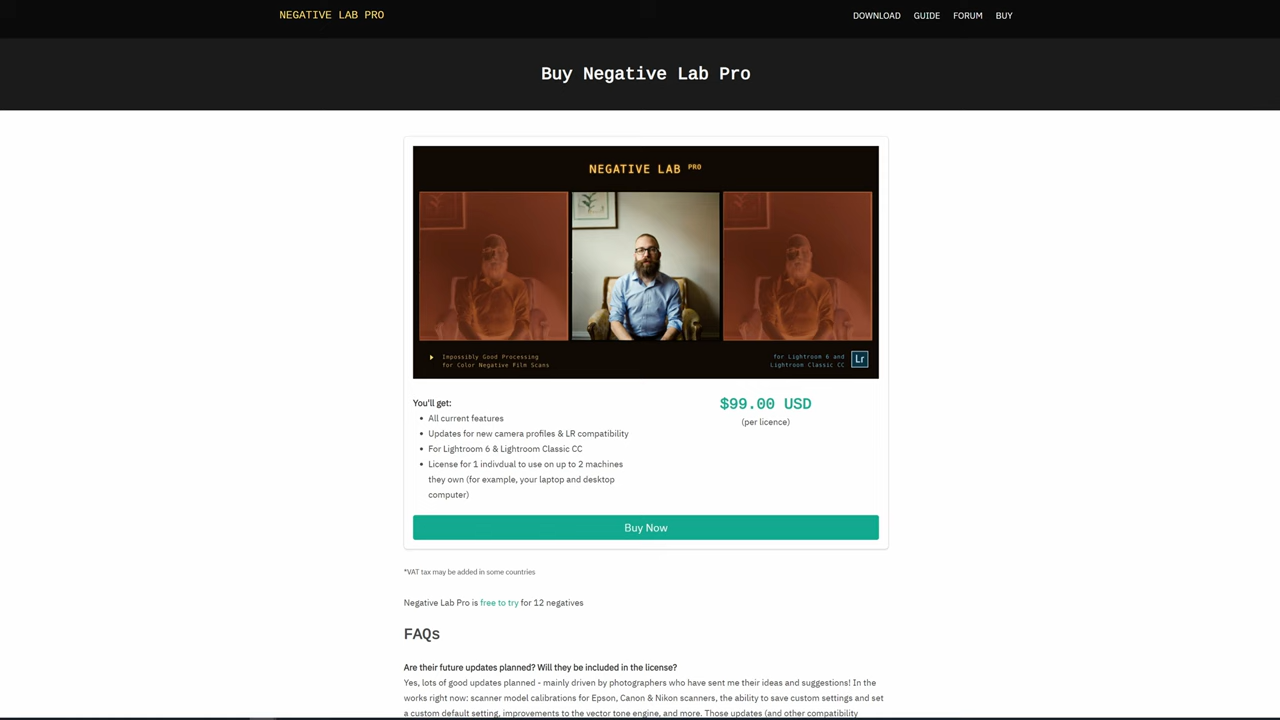 NEGATIVE LAB PRO
DOWNLOAD GUIDE FORUM BUY
Buy Negative Lab Pro
NEGATIVE LAB PRO
Impossibly Good Processing
for Color Negative Film Scans
for Lightroom 6 and
Lightroom Classic CC
Lr
You'll get:
All current features
Updates for new camera profiles & LR compatibility
For Lightroom 6 & Lightroom Classic CC
License for 1 indivdual to use on up to 2 machines
they own (for example, your laptop and desktop
computer)
$99.00 USD
(per licence)
Buy Now
*VAT tax may be added in some countries
Negative Lab Pro is free to try for 12 negatives
FAQs
Are their future updates planned? Will they be included in the license?
Yes, lots of good updates planned - mainly driven by photographers who have sent me their ideas and suggestions! In the
works right now: scanner model calibrations for Epson, Canon & Nikon scanners, the ability to save custom settings and set
a custom default setting, improvements to the vector tone engine, and more. Those updates (and other compatibility